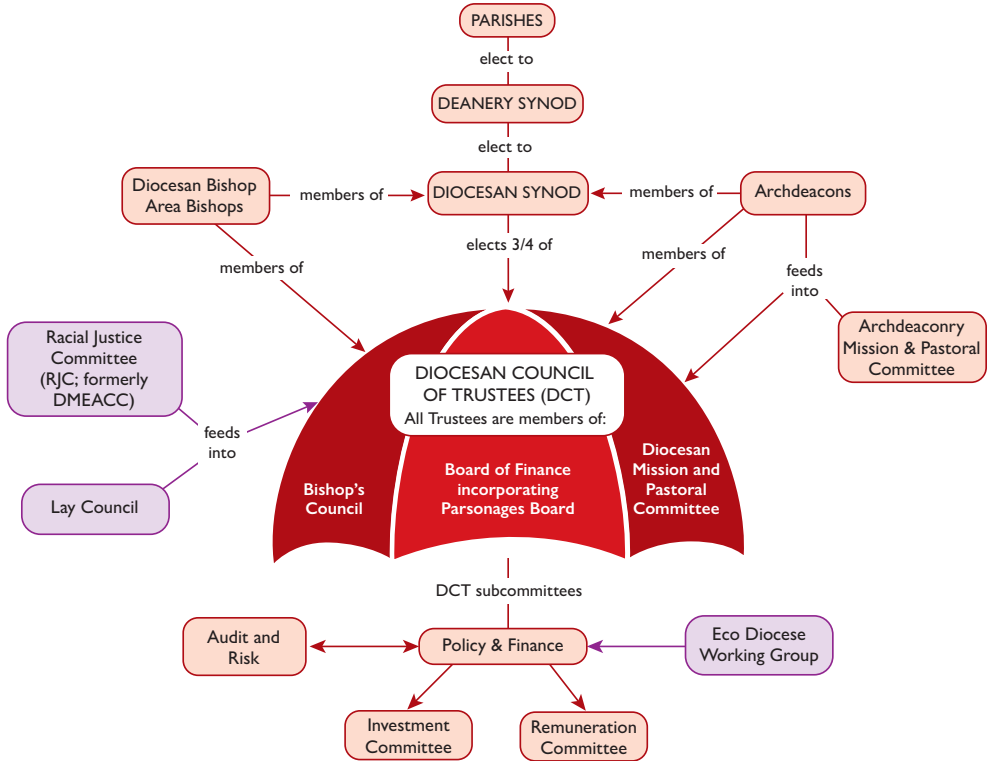 PARISHES
elect to
DEANERY SYNOD
elect to
Diocesan Bishop
Area Bishops
members of
DIOCESAN SYNOD
members of
Archdeacons
elects 3/4 of
members of
members of
feeds
into
Racial Justice
Committee
(RJC; formerly
DMEACC)
Archdeaconry
Mission & Pastoral
Committee
DIOCESAN COUNCIL
OF TRUSTEES (DCT)
All Trustees are members of:
feeds
into
Lay Council
Bishop's
Council
Board of Finance
incorporating
Parsonages Board
Diocesan
Mission and
Pastoral
Committee
DCT subcommittees
Audit and
Risk
Policy & Finance
Eco Diocese
Working Group
Investment
Committee
Remuneration
Committee